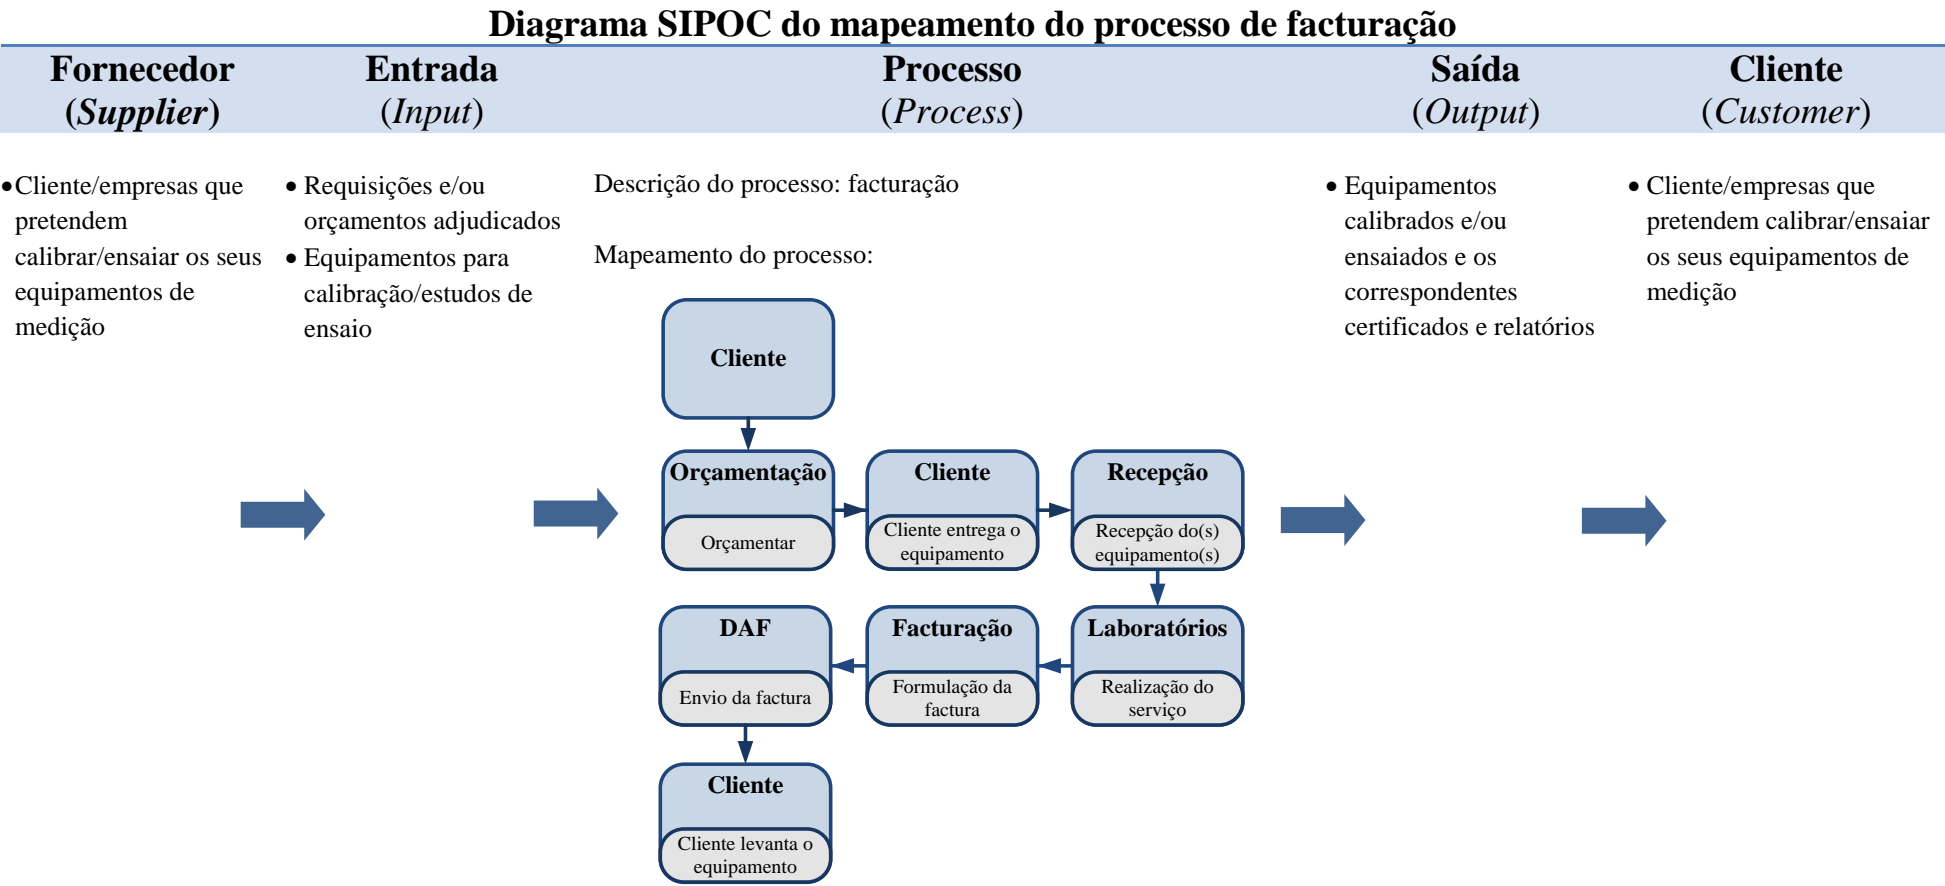 Diagrama SIPOC do mapeamento do processo de facturação
Fornecedor
(Supplier)
Entrada
(Input)
Processo
(Process)
Saída
(Output)
Cliente
(Customer)
•Cliente/empresas que
pretendem
calibrar/ensaiar os seus
equipamentos de
medição
• Requisições e/ou
orçamentos adjudicados
• Equipamentos para
calibração/estudos de
ensaio
Descrição do processo: facturação
Mapeamento do processo:
Cliente
Orçamentação
Orçamentar
Cliente
Cliente entrega o
equipamento
Recepção
Recepção do(s)
equipamento(s)
DAF
Envio da factura
Facturação
Formulação da
factura
Laboratórios
Realização do
serviço
Cliente
Cliente levanta o
equipamento
• Equipamentos
calibrados e/ou
ensaiados e os
correspondentes
certificados e relatórios
• Cliente/empresas que
pretendem calibrar/ensaiar
os seus equipamentos de
medição